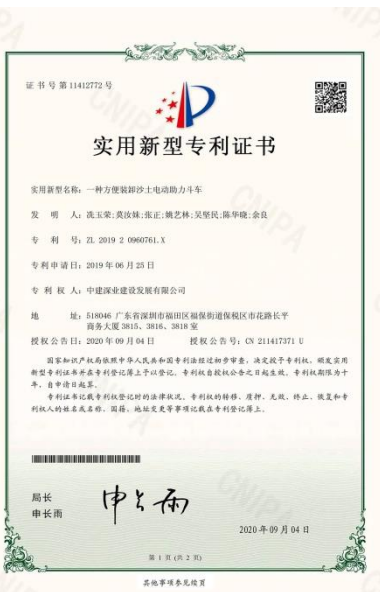 证书号第11412772号
实用新型专利证书
实用新型名称：一种方便装卸沙土电动助力斗车
发 明 人：冼玉荣;莫汝妹;张正;姚艺林;吴坚民;陈华晓;余良
专 利 号：ZL 2019 2 0960761.X
专利申请日：2019年06月25日
专 利 权 人：中建深业建设发展有限公司
地 址：518046 广东省深圳市福田区福保街道保税区市花路长平
商务大厦3815、3816、3818室
授权公告日：2020年09月04日 授权公告号：CN 211417371 U
国家知识产权局依照中华人民共和国专利法经过初步审查，决定授予专利权，颁发实用
新型专利证书并在专利登记簿上予以登记。专利权自授权公告之日起生效。专利权期限为十
年，自申请日起算。
专利证书记载专利权登记时的法律状况。专利权的转移、质押、无效、终止、恢复和专
利权人的姓名或名称、国籍、地址变更等事项记载在专利登记簿上。
局长
申长雨
申长雨
2020年09月04日
第 1 页 (共 2 页)
其他事项参见续页
CNIPA
CNIPA
CNIPA